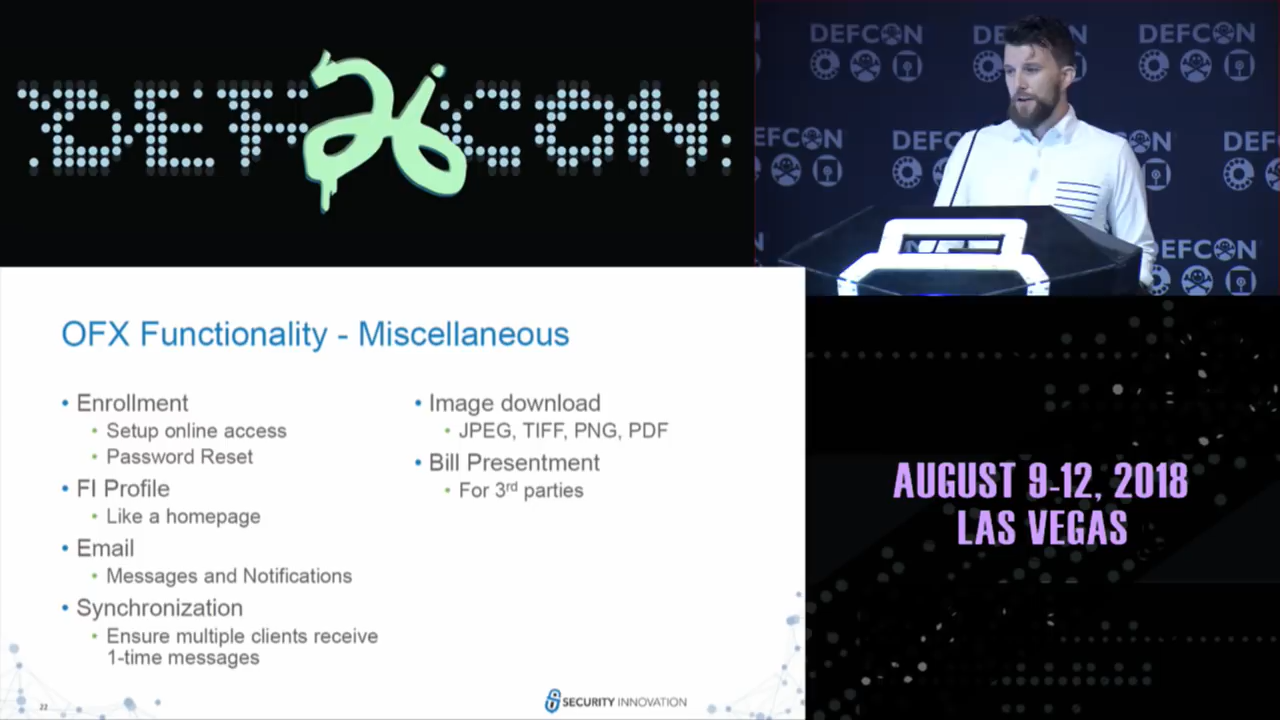 DEFCON 26
DEFCON DEFCON DEFCON
DEFCON DEFCON DEF
DEFCON
OFX Functionality - Miscellaneous
• Enrollment
• Setup online access
• Password Reset
• FI Profile
• Like a homepage
• Email
• Messages and Notifications
• Synchronization
• Ensure multiple clients receive
1-time messages
• Image download
• JPEG, TIFF, PNG, PDF
• Bill Presentment
• For 3rd parties
22
SECURITY INNOVATION
AUGUST 9-12, 2018
LAS VEGAS